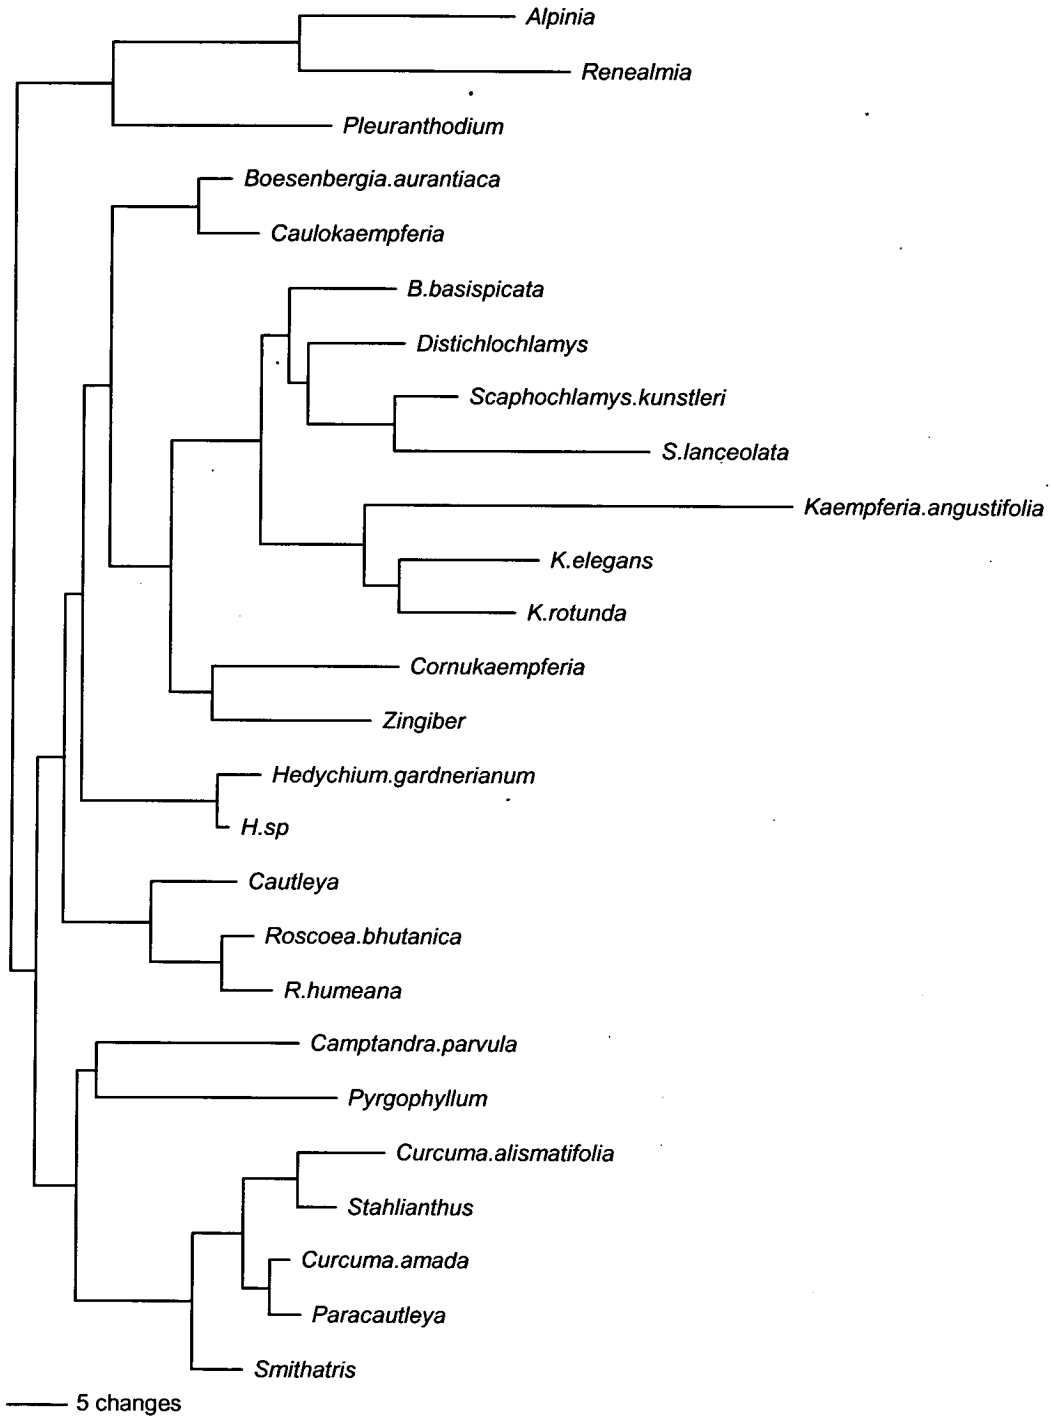 Alpinia
Renealmia
Pleuranthodium
Boesenbergia.aurantiaca
Caulokaempferia
B.basispicata
Distichlochlamys
Scaphochlamys.kunstleri
S.lanceolata
Kaempferia.angustifolia
K.elegans
K.rotunda
Cornukaempferia
Zingiber
Hedychium.gardnerianum
H.sp
Cautleya
Roscoea.bhutanica
R.humeana
Camptandra.parvula
Pyrgophyllum
Curcuma.alismatifolia
Stahlianthus
Curcuma.amada
Paracautleya
Smithatris
5 changes